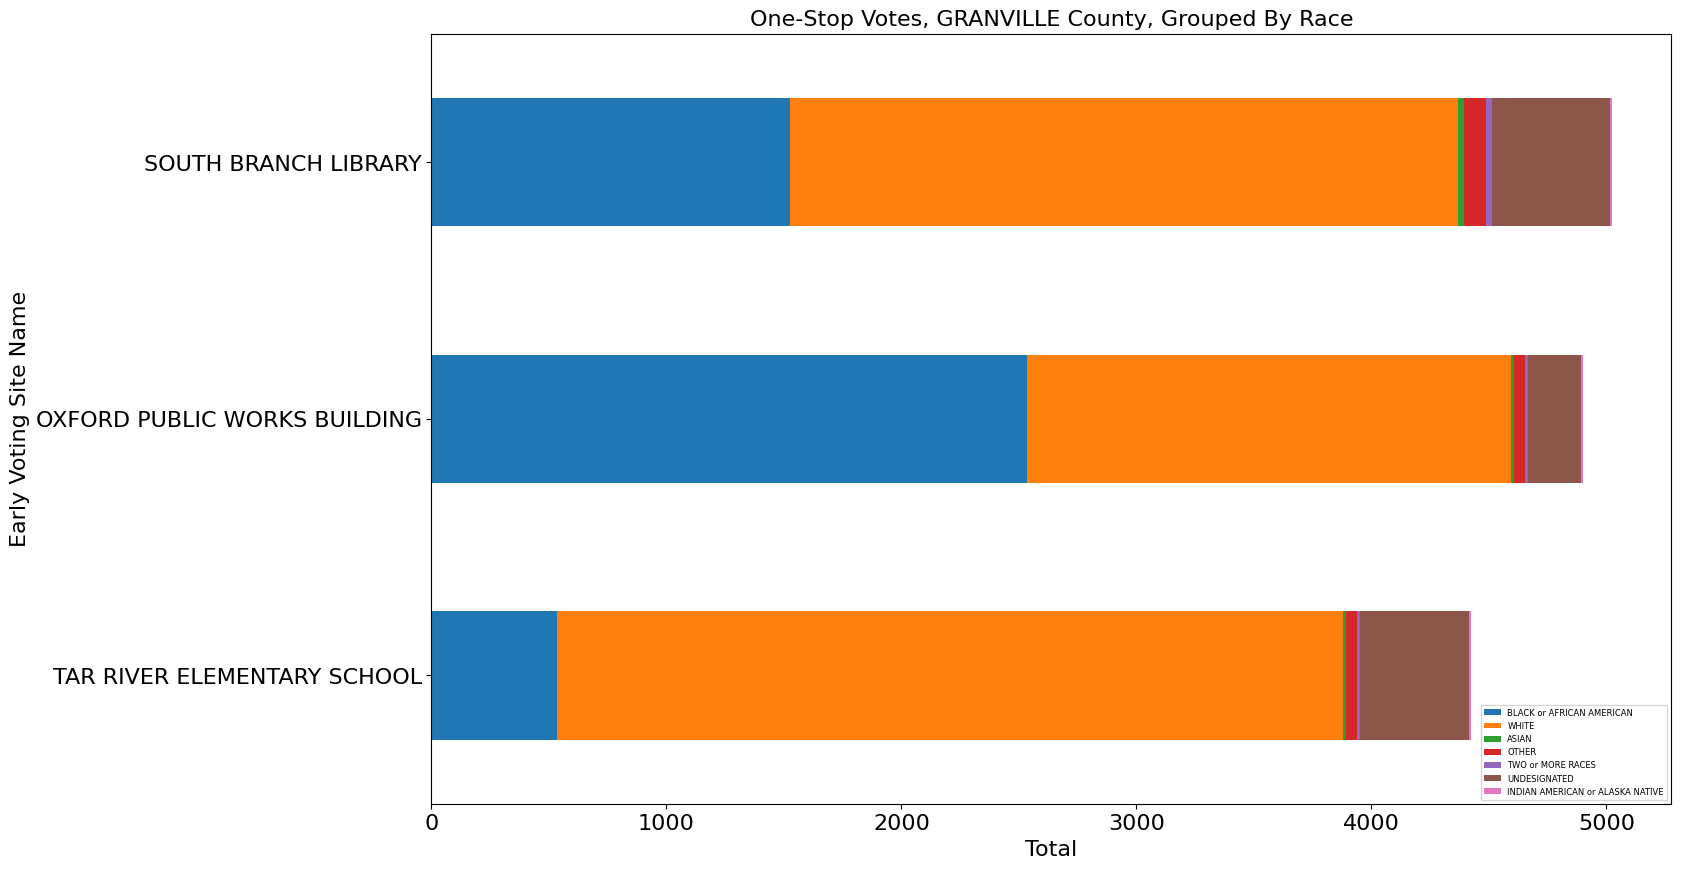 One-Stop Votes, GRANVILLE County, Grouped By Race
Early Voting Site Name
SOUTH BRANCH LIBRARY
OXFORD PUBLIC WORKS BUILDING
TAR RIVER ELEMENTARY SCHOOL
BLACK or AFRICAN AMERICAN
WHITE
ASIAN
OTHER
TWO or MORE RACES
UNDESIGNATED
INDIAN AMERICAN or ALASKA NATIVE
0 1000 2000 3000 4000 5000
Total